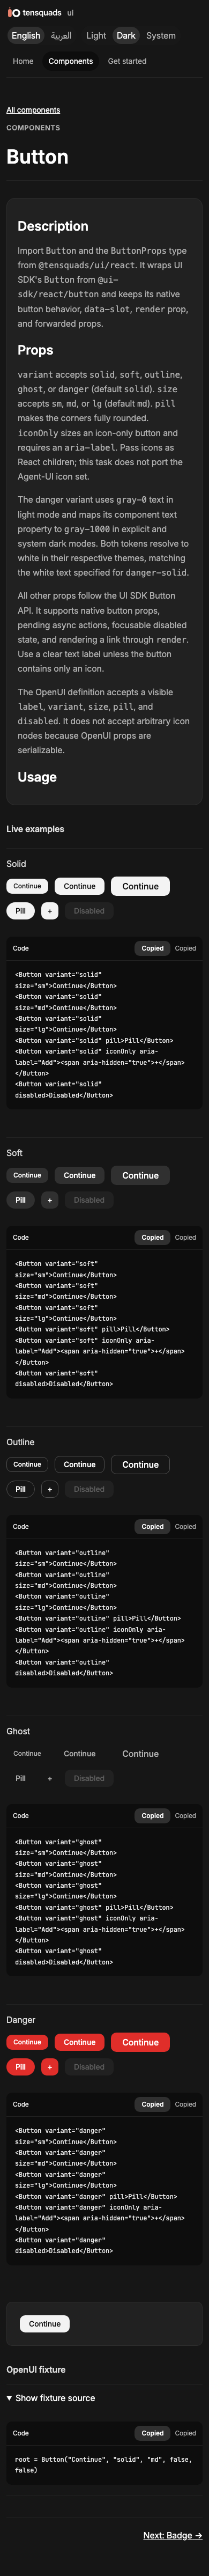 tensquads ui
English العربية Light Dark System
Home Components Get started
All components
COMPONENTS
Button
Description
Import Button and the ButtonProps type
from @tensquads/ui/react. It wraps UI
SDK's Button from @ui-
sdk/react/button and keeps its native
button behavior, data-slot, render prop,
and forwarded props.
Props
variant accepts solid, soft, outline,
ghost, or danger (default solid). size
accepts sm, md, or lg (default md). pill
makes the corners fully rounded.
iconOnly sizes an icon-only button and
requires an aria-label. Pass icons as
React children; this task does not port the
Agent-UI icon set.
The danger variant uses gray-0 text in
light mode and maps its component text
property to gray-1000 in explicit and
system dark modes. Both tokens resolve to
white in their respective themes, matching
the white text specified for danger-solid.
All other props follow the UI SDK Button
API. It supports native button props,
pending async actions, focusable disabled
state, and rendering a link through render.
Use a clear text label unless the button
contains only an icon.
The OpenUI definition accepts a visible
label, variant, size, pill, and
disabled. It does not accept arbitrary icon
nodes because OpenUI props are
serializable.
Usage
Live examples
Solid
Continue Continue Continue
Pill + Disabled
Code Copied Copied
<Button variant="solid"
size="sm">Continue</Button>
<Button variant="solid"
size="md">Continue</Button>
<Button variant="solid"
size="lg">Continue</Button>
<Button variant="solid" pill>Pill</Button>
<Button variant="solid" iconOnly aria-
label="Add"><span aria-hidden="true">+</span>
</Button>
<Button variant="solid"
disabled>Disabled</Button>
Soft
Continue Continue Continue
Pill + Disabled
Code Copied Copied
<Button variant="soft"
size="sm">Continue</Button>
<Button variant="soft"
size="md">Continue</Button>
<Button variant="soft"
size="lg">Continue</Button>
<Button variant="soft" pill>Pill</Button>
<Button variant="soft" iconOnly aria-
label="Add"><span aria-hidden="true">+</span>
</Button>
<Button variant="soft"
disabled>Disabled</Button>
Outline
Continue Continue Continue
Pill + Disabled
Code Copied Copied
<Button variant="outline"
size="sm">Continue</Button>
<Button variant="outline"
size="md">Continue</Button>
<Button variant="outline"
size="lg">Continue</Button>
<Button variant="outline" pill>Pill</Button>
<Button variant="outline" iconOnly aria-
label="Add"><span aria-hidden="true">+</span>
</Button>
<Button variant="outline"
disabled>Disabled</Button>
Ghost
Continue Continue Continue
Pill + Disabled
Code Copied Copied
<Button variant="ghost"
size="sm">Continue</Button>
<Button variant="ghost"
size="md">Continue</Button>
<Button variant="ghost"
size="lg">Continue</Button>
<Button variant="ghost" pill>Pill</Button>
<Button variant="ghost" iconOnly aria-
label="Add"><span aria-hidden="true">+</span>
</Button>
<Button variant="ghost"
disabled>Disabled</Button>
Danger
Continue Continue Continue
Pill + Disabled
Code Copied Copied
<Button variant="danger"
size="sm">Continue</Button>
<Button variant="danger"
size="md">Continue</Button>
<Button variant="danger"
size="lg">Continue</Button>
<Button variant="danger" pill>Pill</Button>
<Button variant="danger" iconOnly aria-
label="Add"><span aria-hidden="true">+</span>
</Button>
<Button variant="danger"
disabled>Disabled</Button>
Continue
OpenUI fixture
▼ Show fixture source
Code Copied Copied
root = Button("Continue", "solid", "md", false,
false)
Next: Badge →